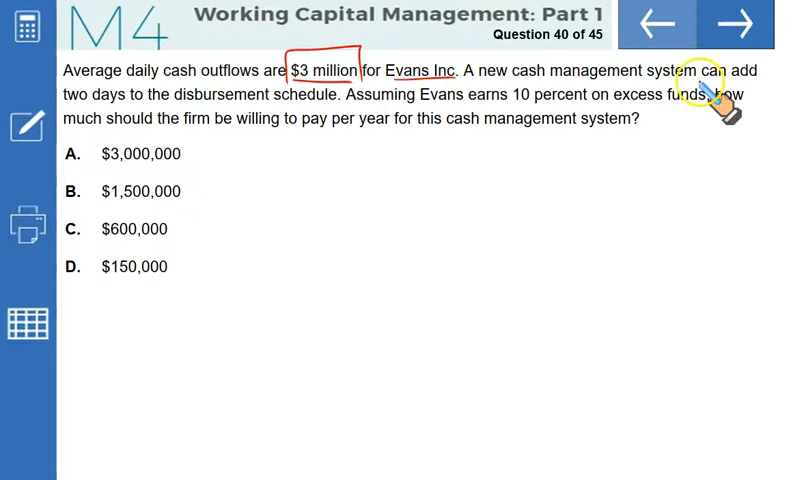 M4
Working Capital Management: Part 1
Question 40 of 45
Average daily cash outflows are $3 million for Evans Inc. A new cash management system can add
two days to the disbursement schedule. Assuming Evans earns 10 percent on excess funds, how
much should the firm be willing to pay per year for this cash management system?
A. $3,000,000
B. $1,500,000
C. $600,000
D. $150,000